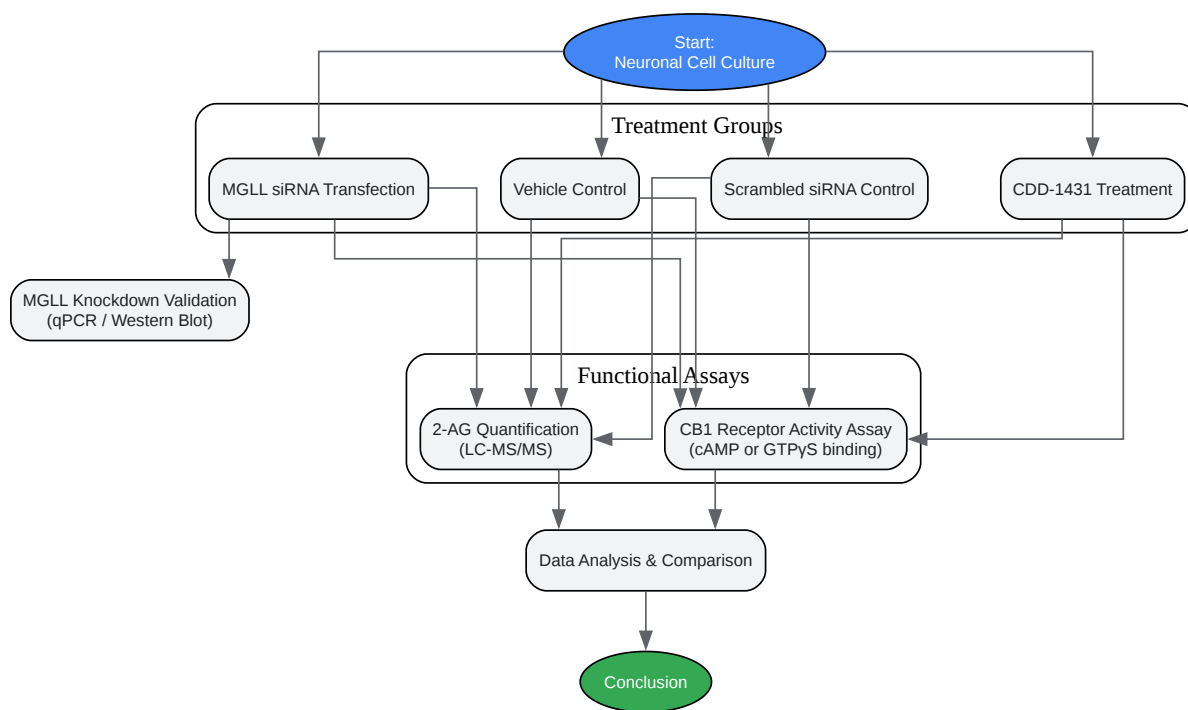 Start:
Neuronal Cell Culture
Treatment Groups
MGLL siRNA Transfection
Vehicle Control
Scrambled siRNA Control
CDD-1431 Treatment
MGLL Knockdown Validation
(qPCR / Western Blot)
Functional Assays
2-AG Quantification
(LC-MS/MS)
CB1 Receptor Activity Assay
(cAMP or GTPγS binding)
Data Analysis & Comparison
Conclusion